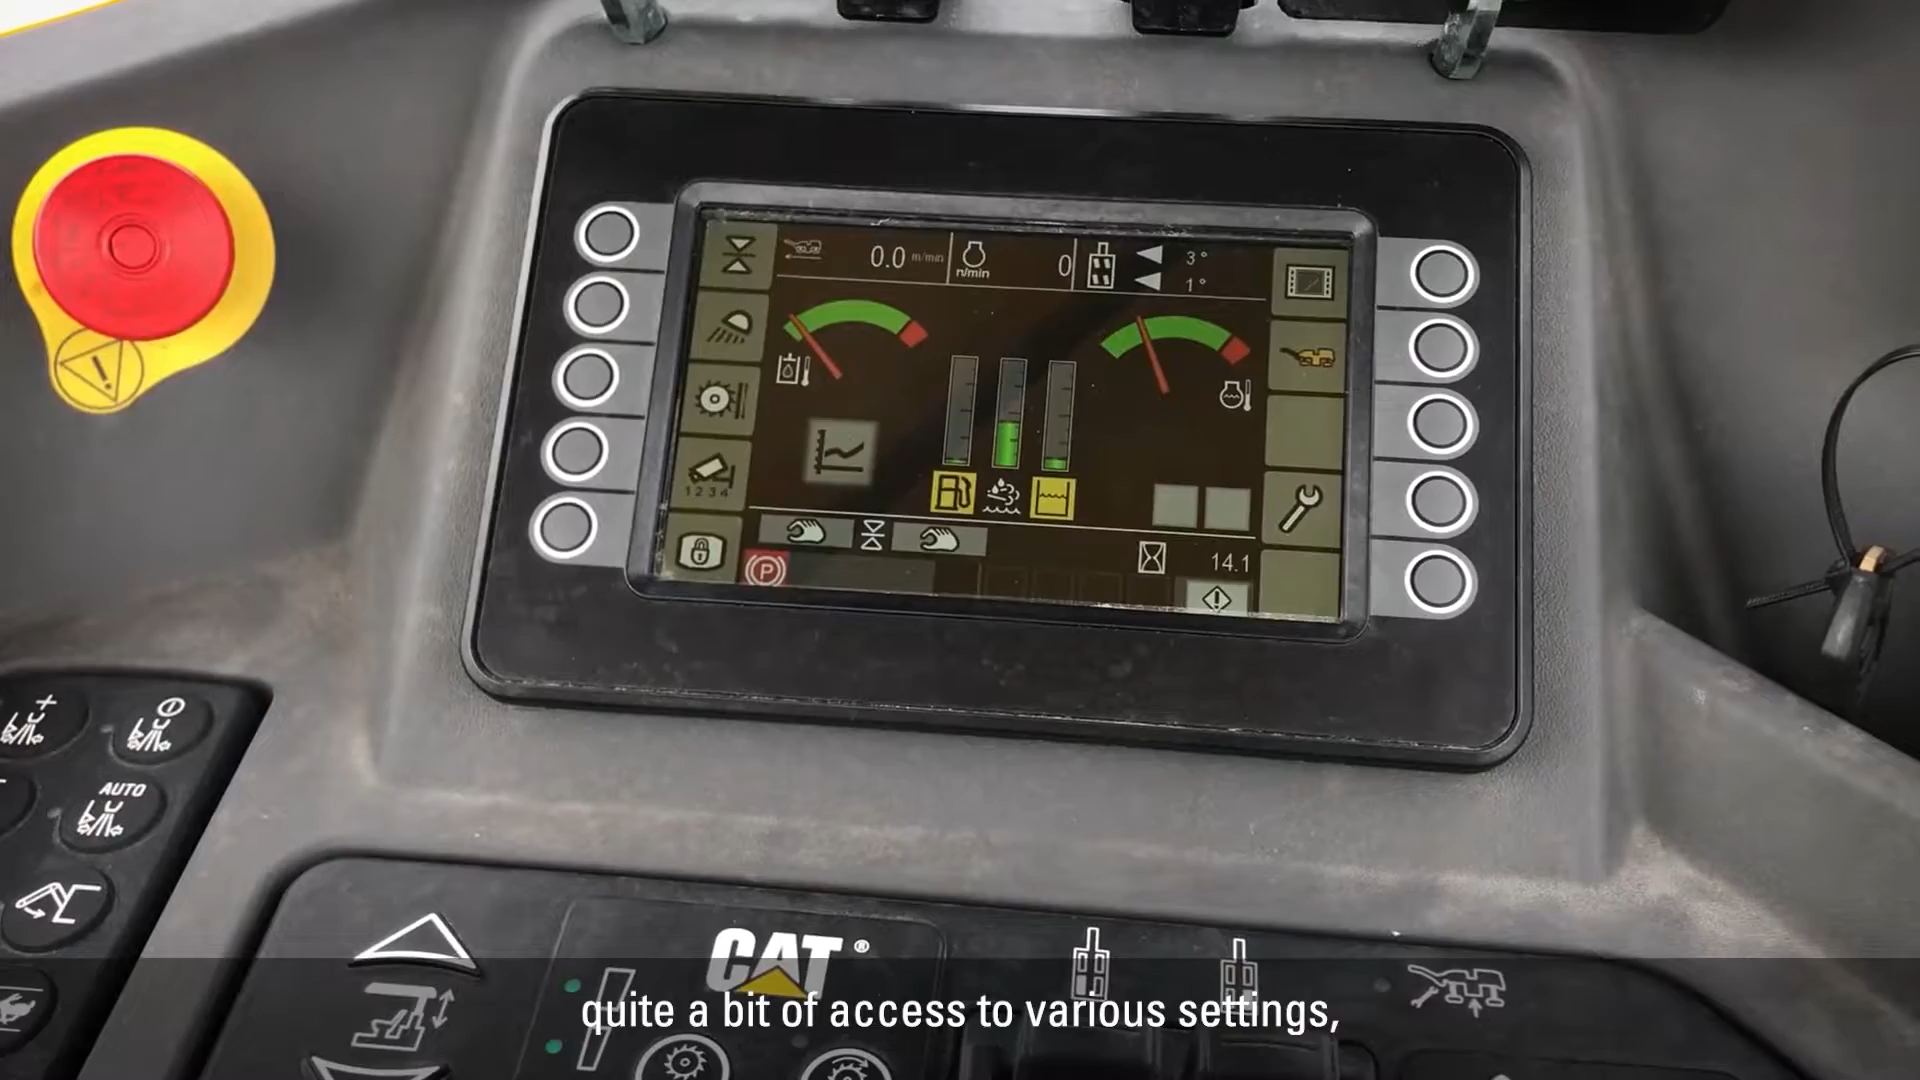 0.0 m/min
n/min 0
3°
1°
1 2 3 4
P
14.1
AUTO
CAT®
quite a bit of access to various settings,